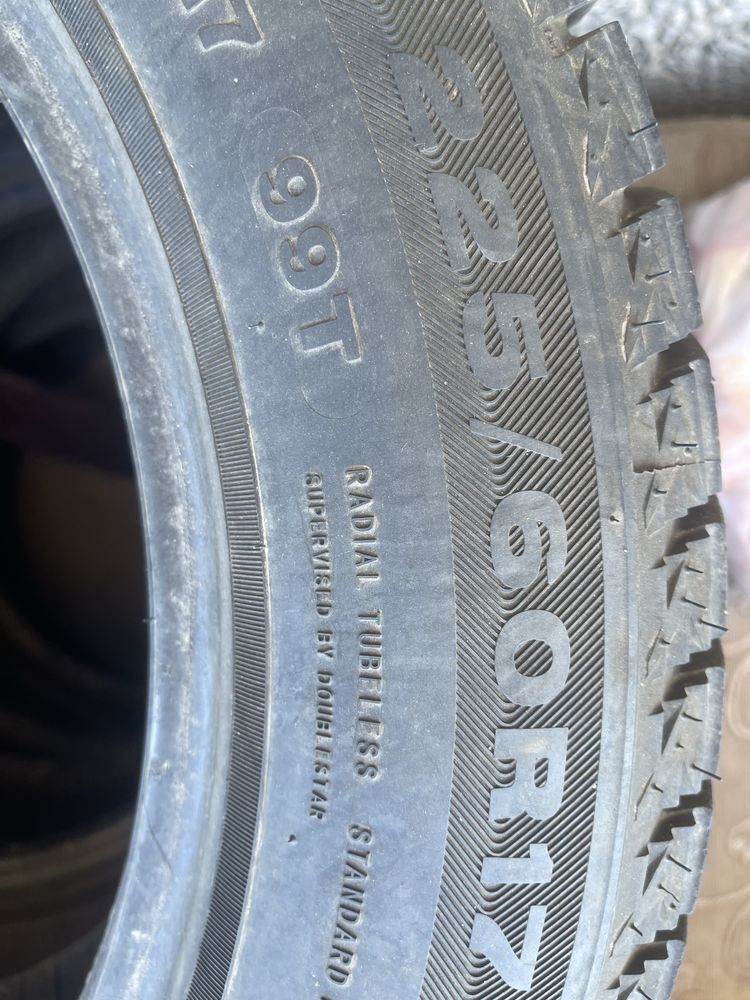 225/60R17
99T
RADIAL TUBELESS STANDARD
SUPERVISED BY DOUBLESTAR